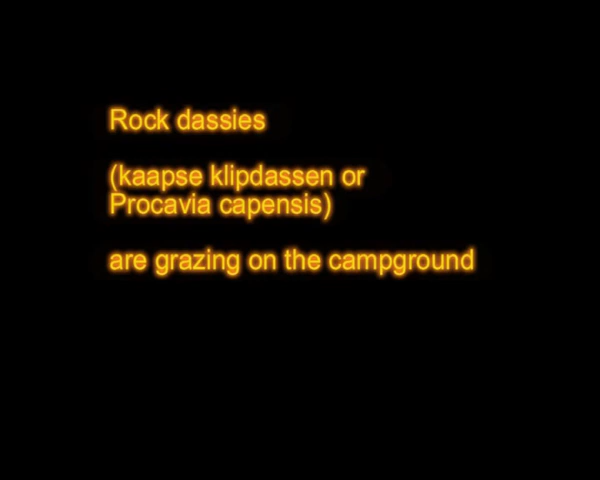 Rock dassies
(kaapse klipdassen or
Procavia capensis)
are grazing on the campground